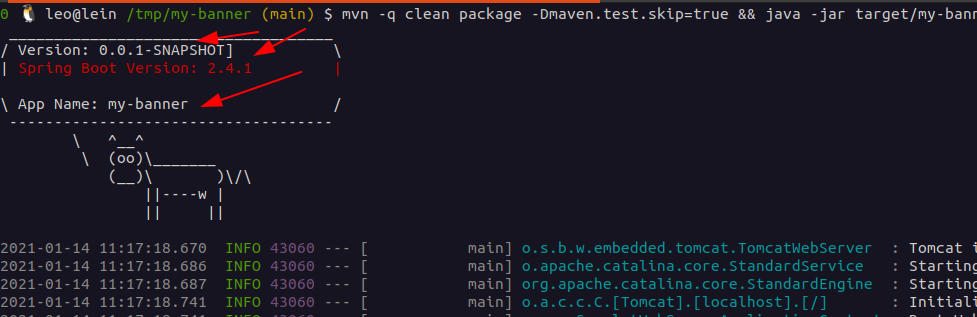 0 🐧 leo@lein /tmp/my-banner (main) $ mvn -q clean package -Dmaven.test.skip=true && java -jar target/my-bann
 ____________________________________
/ Version: 0.0.1-SNAPSHOT]           \
| Spring Boot Version: 2.4.1         |
\ App Name: my-banner                /
 ------------------------------------
        \   ^__^
         \  (oo)\_______
            (__)\       )\/\
                ||----w |
                ||     ||
2021-01-14 11:17:18.670  INFO 43060 --- [           main] o.s.b.w.embedded.tomcat.TomcatWebServer  : Tomcat i
2021-01-14 11:17:18.686  INFO 43060 --- [           main] o.apache.catalina.core.StandardService   : Starting
2021-01-14 11:17:18.687  INFO 43060 --- [           main] org.apache.catalina.core.StandardEngine  : Starting
2021-01-14 11:17:18.741  INFO 43060 --- [           main] o.a.c.c.C.[Tomcat].[localhost].[/]       : Initiali